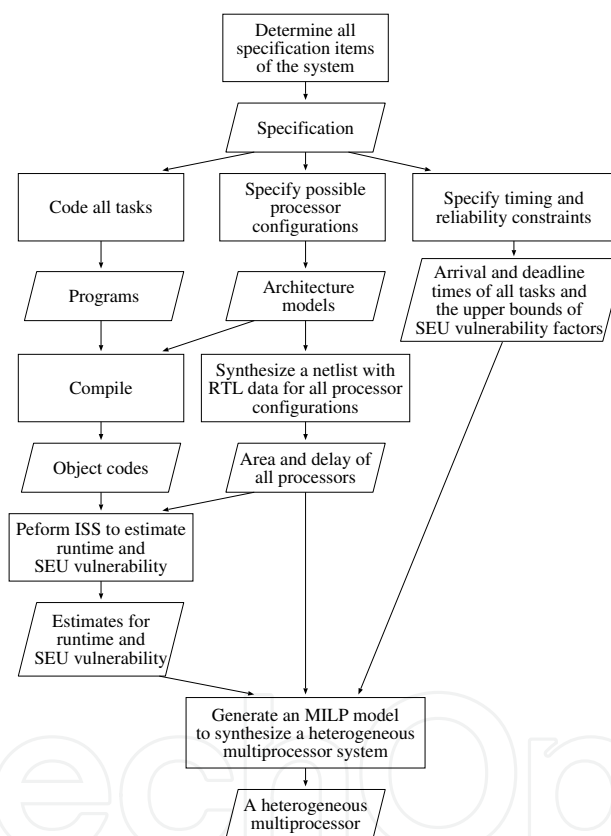 Determine all
specification items
of the system
Specification
Code all tasks
Specify possible
processor
configurations
Specify timing and
reliability constraints
Programs
Architecture
models
Arrival and deadline
times of all tasks and
the upper bounds of
SEU vulnerability factors
Compile
Synthesize a netlist with
RTL data for all processor
configurations
Object codes
Area and delay of
all processors
Peform ISS to estimate
runtime and
SEU vulnerability
Estimates for
runtime and
SEU vulnerability
Generate an MILP model
to synthesize a heterogeneous
multiprocessor system
A heterogeneous
multiprocessor
echOp